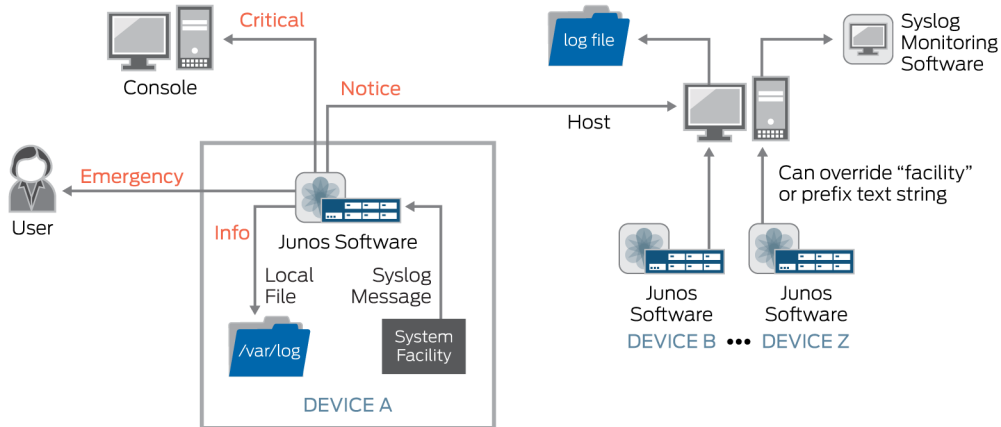 Critical
Console
Notice
log file
Syslog
Monitoring
Software
Host
Can override “facility”
or prefix text string
Emergency
User
Info
Junos Software
Local
File
Syslog
Message
/var/log
System
Facility
DEVICE A
Junos
Software
DEVICE B
•••
Junos
Software
DEVICE Z